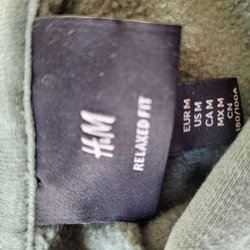 H&M
RELAXED FIT
EUR M
US M
CA M
MX M
CN
180/100A